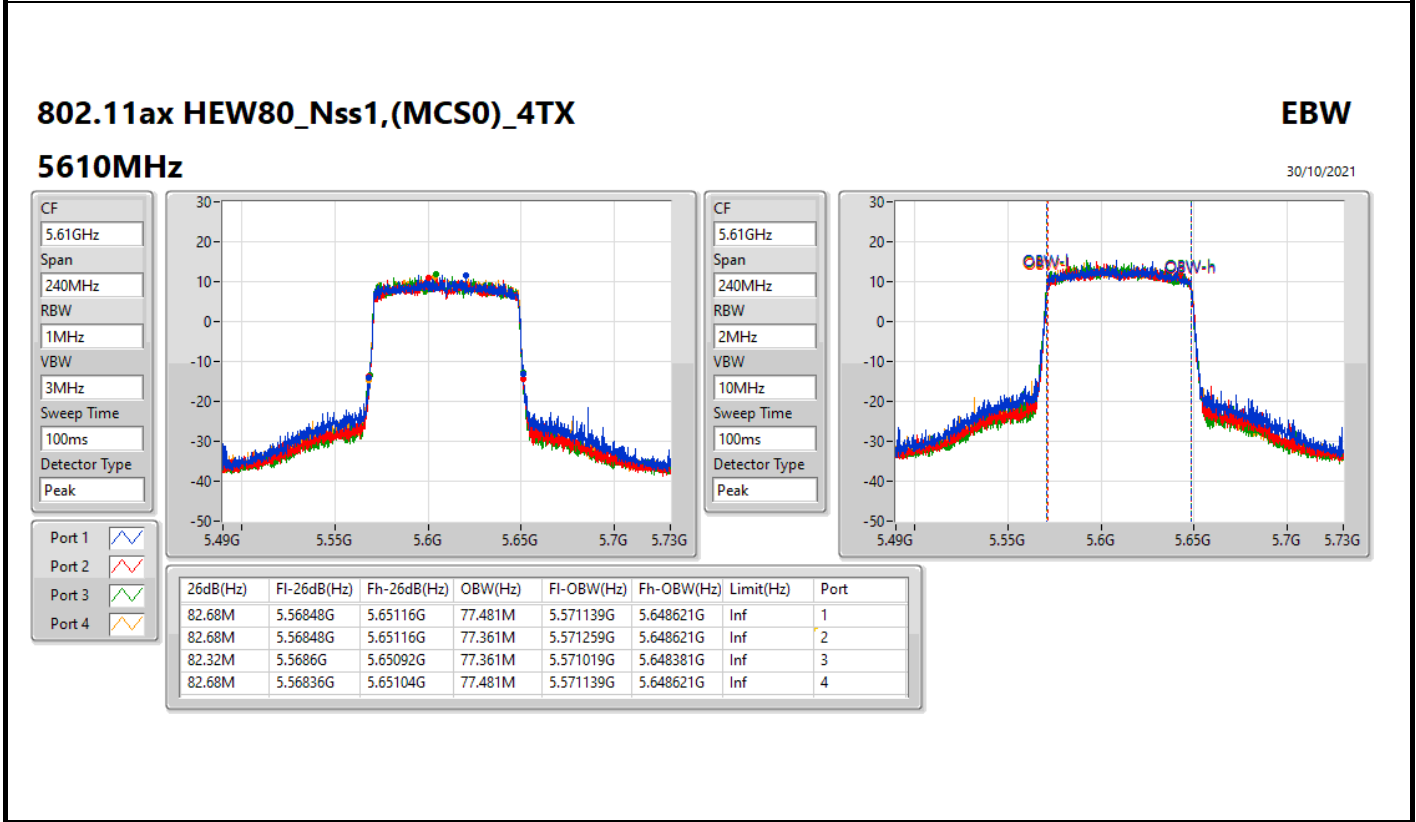 802.11ax HEW80_Nss1,(MCS0)_4TX
EBW
5610MHz
30/10/2021
CF
5.61GHz
Span
240MHz
RBW
1MHz
VBW
3MHz
Sweep Time
100ms
Detector Type
Peak
30
20
10
0
-10
-20
-30
-40
-50
5.49G 5.55G 5.6G 5.65G 5.7G 5.73G
CF
5.61GHz
Span
240MHz
RBW
2MHz
VBW
10MHz
Sweep Time
100ms
Detector Type
Peak
30
20
10
0
-10
-20
-30
-40
-50
OBW-l OBW-h
5.49G 5.55G 5.6G 5.65G 5.7G 5.73G
Port 1
Port 2
Port 3
Port 4
26dB(Hz) Fl-26dB(Hz) Fh-26dB(Hz) OBW(Hz) Fl-OBW(Hz) Fh-OBW(Hz) Limit(Hz) Port
82.68M 5.56848G 5.65116G 77.481M 5.571139G 5.648621G Inf 1
82.68M 5.56848G 5.65116G 77.361M 5.571259G 5.648621G Inf 2
82.32M 5.5686G 5.65092G 77.361M 5.571019G 5.648381G Inf 3
82.68M 5.56836G 5.65104G 77.481M 5.571139G 5.648621G Inf 4